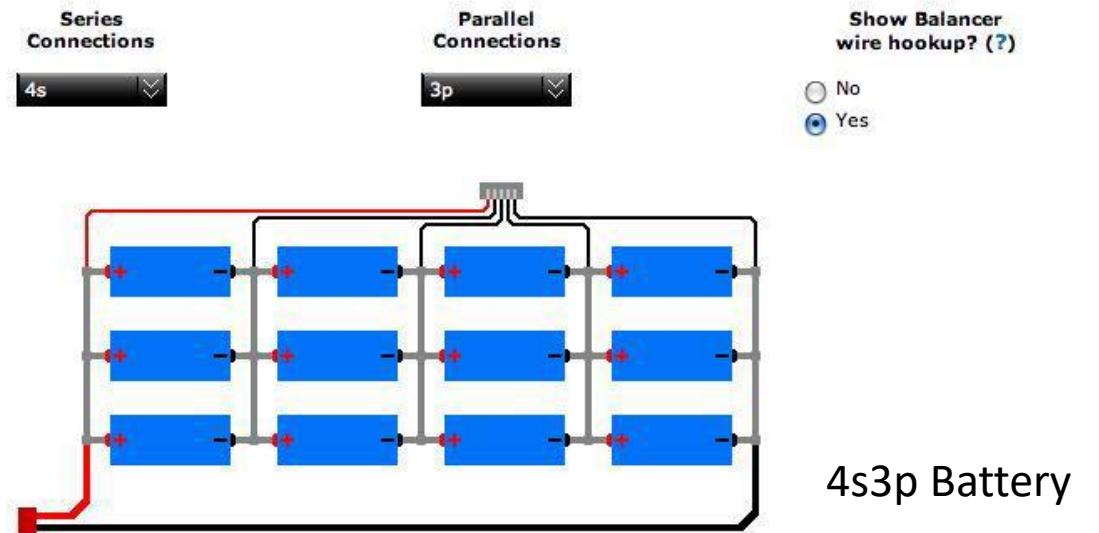 Series
Connections
Parallel
Connections
Show Balancer
wire hookup? (?)
4s
3p
No
Yes
+ - + - + - + -
+ - + - + - + -
+ - + - + - + -
4s3p Battery